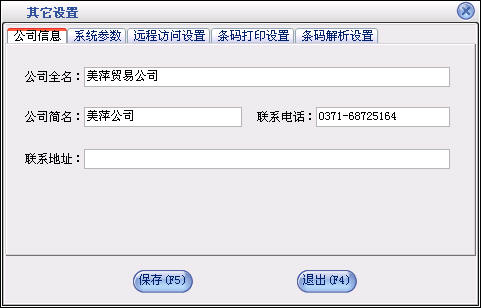 其它设置
公司信息 系统参数 远程访问设置 条码打印设置 条码解析设置
公司全名： 美萍贸易公司
公司简名： 美萍公司 联系电话： 0371-68725164
联系地址：
保存(F5) 退出(F4)